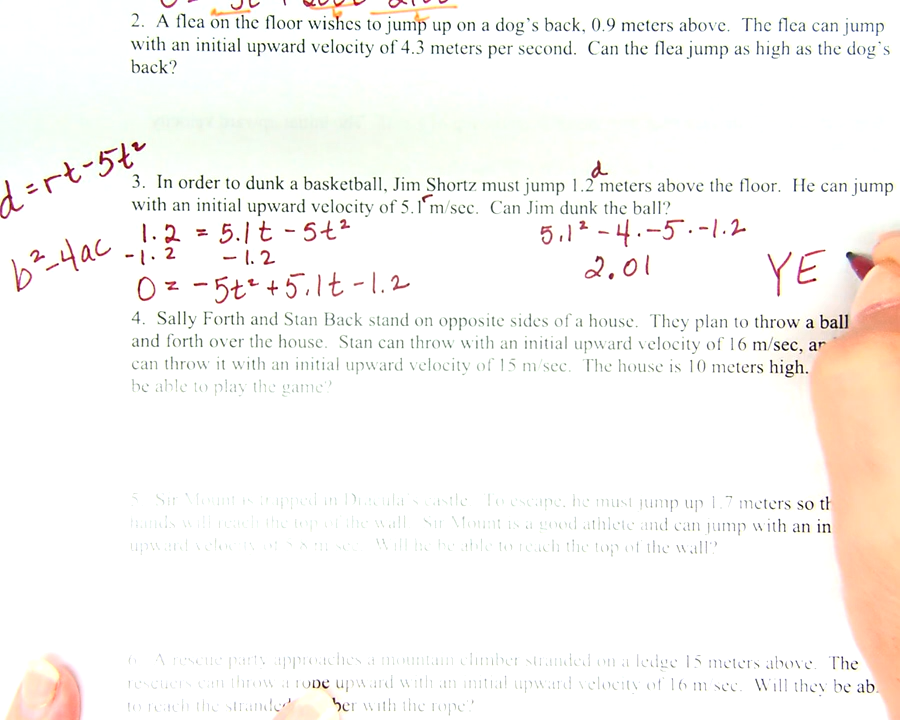 2. A flea on the floor wishes to jump up on a dog's back, 0.9 meters above. The flea can jump
with an initial upward velocity of 4.3 meters per second. Can the flea jump as high as the dog's
back?
d = rt - 5t²
d
3. In order to dunk a basketball, Jim Shortz must jump 1.2 meters above the floor. He can jump
r
with an initial upward velocity of 5.1 m/sec. Can Jim dunk the ball?
b² - 4ac
1.2 = 5.1t - 5t²
-1.2 -1.2
0 = -5t² + 5.1t - 1.2
5.1² - 4 · -5 · -1.2
2.01
YE
4. Sally Forth and Stan Back stand on opposite sides of a house. They plan to throw a ball
and forth over the house. Stan can throw with an initial upward velocity of 16 m/sec,
can throw it with an initial upward velocity of 15 m/sec. The house is 10 meters high.
be able to play the game?
5. Sir Mount is trapped in Dracula's castle. To escape, he must jump up 1.7 meters so
hands will reach the top of the wall. Sir Mount is a good athlete and can jump with an
upward velocity of 5.8 m/sec. Will he be able to reach the top of the wall?
6. A rescue party approaches a mountain climber stranded on a ledge 15 meters above. The
rescuers can throw a rope upward with an initial upward velocity of 16 m/sec. Will they be
to reach the stranded with the rope?